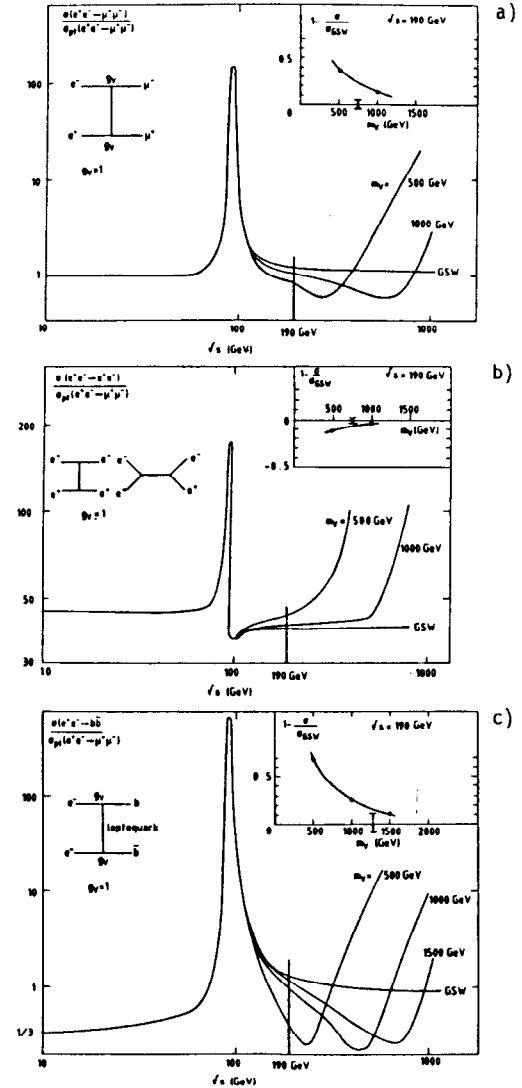 a)
σ(e⁺e⁻→μ⁺μ⁻)
σpt(e⁺e⁻→μ⁺μ⁻)
1- σ/σGSW √s = 190 GeV
0.5
0
500 1000 1500
mV (GeV)
e⁻ gV μ⁻
e⁺ gV μ⁺
gV=1
mV= 500 GeV
1000 GeV
GSW
100
10
1
10 100 190 GeV 1000
√s (GeV)
b)
σ(e⁺e⁻→e⁺e⁻)
σpt(e⁺e⁻→μ⁺μ⁻)
1- σ/σGSW √s = 190 GeV
0
500 1000 1500
mV(GeV)
-0.5
e⁻ e⁻ e⁻ e⁻
e⁺ e⁺ e⁺ e⁺
gV=1
mV = 500 GeV
1000 GeV
GSW
200
100
50
30
10 100 190 GeV 1000
√s (GeV)
c)
σ(e⁺e⁻→bb̄)
σpt(e⁺e⁻→μ⁺μ⁻)
1- σ/σGSW √s = 190 GeV
0.5
0
500 1000 1500 2000
mV (GeV)
e⁻ gV b
leptoquark
e⁻ gV b̄
gV=1
mV = 500 GeV
1000 GeV
1500 GeV
GSW
100
10
1
1/3
10 100 190 GeV 1000
√s (GeV)